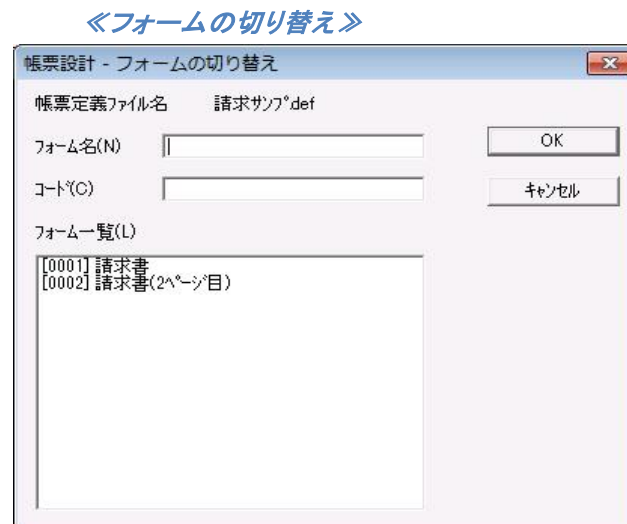 ≪フォームの切り替え≫
帳票設計 - フォームの切り替え
帳票定義ファイル名 請求サンプ.def
フォーム名(N)
OK
コード(C)
キャンセル
フォーム一覧(L)
[0001] 請求書
[0002] 請求書(2ページ目)